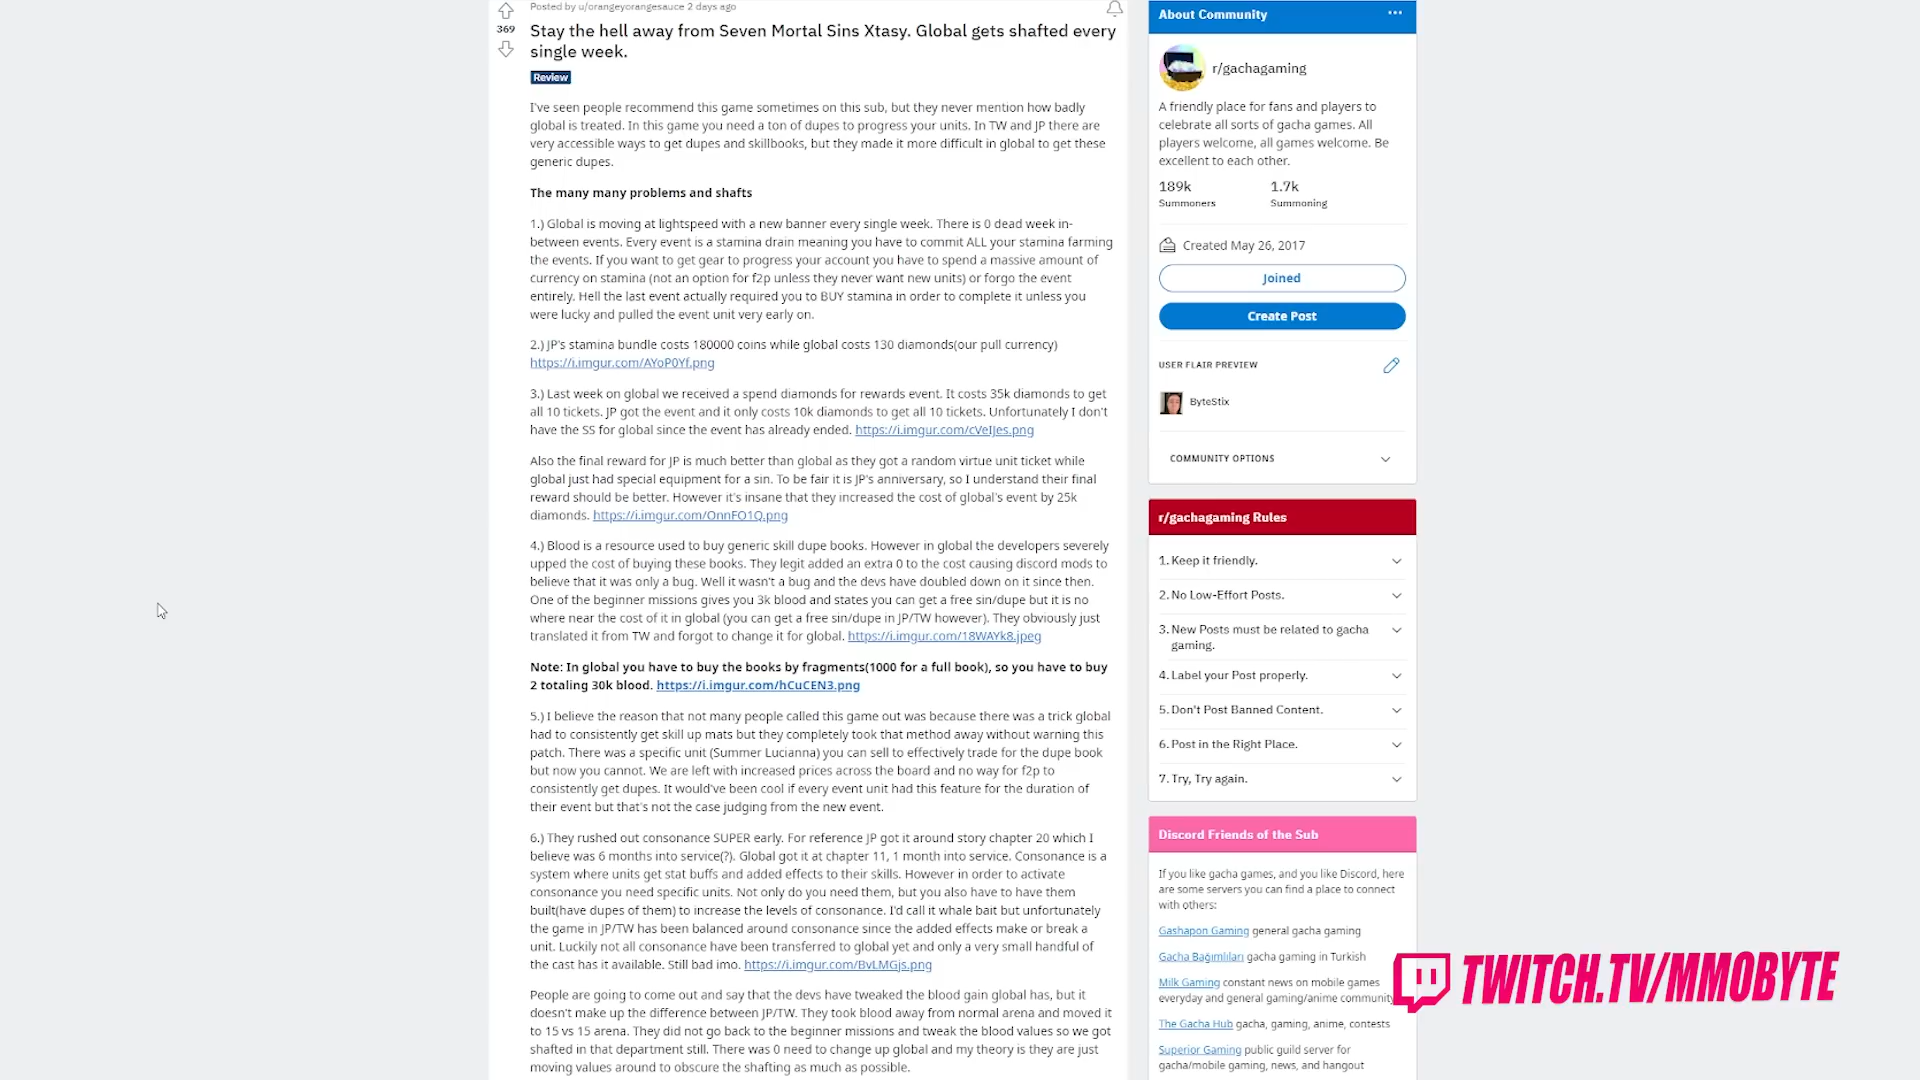 Posted by u/orangeyorangesauce 2 days ago
369
Stay the hell away from Seven Mortal Sins Xtasy. Global gets shafted every
single week.
Review
I've seen people recommend this game sometimes on this sub, but they never mention how badly
global is treated. In this game you need a ton of dupes to progress your units. In TW and JP there are
very accessible ways to get dupes and skillbooks, but they made it more difficult in global to get these
generic dupes.
The many many problems and shafts
1.) Global is moving at lightspeed with a new banner every single week. There is 0 dead week in-
between events. Every event is a stamina drain meaning you have to commit ALL your stamina farming
the events. If you want to get gear to progress your account you have to spend a massive amount of
currency on stamina (not an option for f2p unless they never want new units) or forgo the event
entirely. Hell the last event actually required you to BUY stamina in order to complete it unless you
were lucky and pulled the event unit very early on.
2.) JP's stamina bundle costs 180000 coins while global costs 130 diamonds(our pull currency)
https://i.imgur.com/AYoP0Yf.png
3.) Last week on global we received a spend diamonds for rewards event. It costs 35k diamonds to get
all 10 tickets. JP got the event and it only costs 10k diamonds to get all 10 tickets. Unfortunately I don't
have the SS for global since the event has already ended. https://i.imgur.com/cVeIJes.png
Also the final reward for JP is much better than global as they got a random virtue unit ticket while
global just had special equipment for a sin. To be fair it is JP's anniversary, so I understand their final
reward should be better. However it's insane that they increased the cost of global's event by 25k
diamonds. https://i.imgur.com/OnnFO1Q.png
4.) Blood is a resource used to buy generic skill dupe books. However in global the developers severely
upped the cost of buying these books. They legit added an extra 0 to the cost causing discord mods to
believe that it was only a bug. Well it wasn't a bug and the devs have doubled down on it since then.
One of the beginner missions gives you 3k blood and states you can get a free sin/dupe but it is no
where near the cost of it in global (you can get a free sin/dupe in JP/TW however). They obviously just
translated it from TW and forgot to change it for global. https://i.imgur.com/18WAYk8.jpeg
Note: In global you have to buy the books by fragments(1000 for a full book), so you have to buy
2 totaling 30k blood. https://i.imgur.com/hCuCEN3.png
5.) I believe the reason that not many people called this game out was because there was a trick global
had to consistently get skill up mats but they completely took that method away without warning this
patch. There was a specific unit (Summer Lucianna) you can sell to effectively trade for the dupe book
but now you cannot. We are left with increased prices across the board and no way for f2p to
consistently get dupes. It would've been cool if every event unit had this feature for the duration of
their event but that's not the case judging from the new event.
6.) They rushed out consonance SUPER early. For reference JP got it around story chapter 20 which I
believe was 6 months into service(?). Global got it at chapter 11, 1 month into service. Consonance is a
system where units get stat buffs and added effects to their skills. However in order to activate
consonance you need specific units. Not only do you need them, but you also have to have them
built(have dupes of them) to increase the levels of consonance. I'd call it whale bait but unfortunately
the game in JP/TW has been balanced around consonance since the added effects make or break a
unit. Luckily not all consonance have been transferred to global yet and only a very small handful of
the cast has it available. Still bad imo. https://i.imgur.com/BvLMGjs.png
People are going to come out and say that the devs have tweaked the blood gain global has, but it
doesn't make up the difference between JP/TW. They took blood away from normal arena and moved it
to 15 vs 15 arena. They did not go back to the beginner missions and tweak the blood values so we got
shafted in that department still. There was 0 need to change up global and my theory is they are just
moving values around to obscure the shafting as much as possible.
About Community
r/gachagaming
A friendly place for fans and players to
celebrate all sorts of gacha games. All
players welcome, all games welcome. Be
excellent to each other.
189k 1.7k
Summoners Summoning
Created May 26, 2017
Joined
Create Post
USER FLAIR PREVIEW
ByteStix
COMMUNITY OPTIONS
r/gachagaming Rules
1. Keep it friendly.
2. No Low-Effort Posts.
3. New Posts must be related to gacha
gaming.
4. Label your Post properly.
5. Don't Post Banned Content.
6. Post in the Right Place.
7. Try, Try again.
Discord Friends of the Sub
If you like gacha games, and you like Discord, here
are some servers you can find a place to connect
with others:
Gashapon Gaming general gacha gaming
Gacha Bağımlıları gacha gaming in Turkish
Milk Gaming constant news on mobile games
everyday and general gaming/anime community
The Gacha Hub gacha, gaming, anime, contests
Superior Gaming public guild server for
gacha/mobile gaming, news, and hangout
TWITCH.TV/MMOBYTE